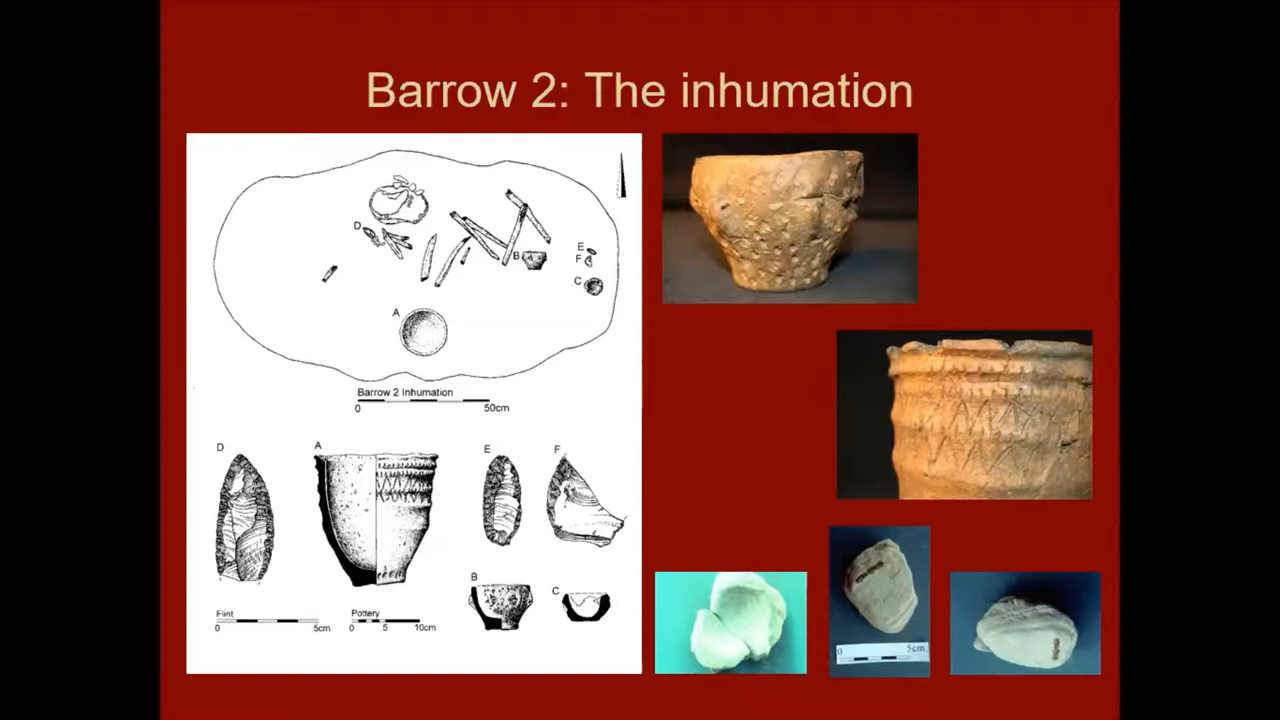 Barrow 2: The inhumation
D
B
E
F
C
A
Barrow 2 Inhumation
0 50cm
D
A
E
F
B
C
Flint
0 5cm
Pottery
0 5 10cm
0 5cm.